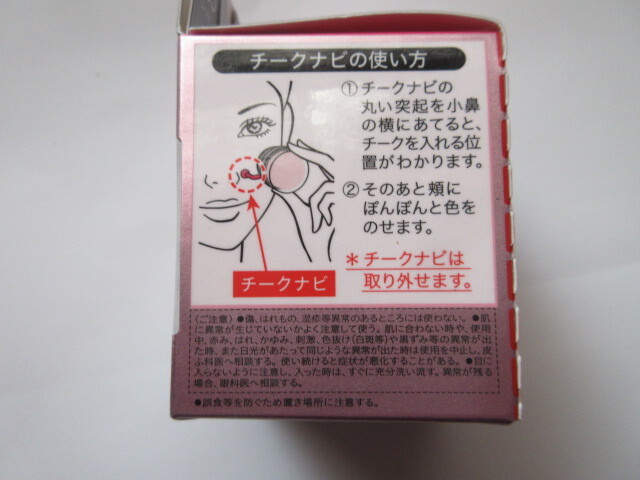 チークナビの使い方
①チークナビの
丸い突起を小鼻
の横にあてると、
チークを入れる位
置がわかります。
②そのあと頬に
ぽんぽんと色を
のせます。
＊チークナビは
取り外せます。
チークナビ
〔ご注意〕●傷、はれもの、湿疹等異常のあるところには使わない。●肌
に異常が生じていないかよく注意して使う。肌に合わない時や、使用
中、赤み、はれ、かゆみ、刺激、色抜け(白斑等)や黒ずみ等の異常が出
た時、また日光があたって同じような異常が出た時は使用を中止し、皮
ふ科医へ相談する。使い続けると症状が悪化することがある。●目に
入らないように注意し、入った時は、すぐに充分洗い流す。異常が残る
場合、眼科医へ相談する。
●誤食等を防ぐため置き場所に注意する。